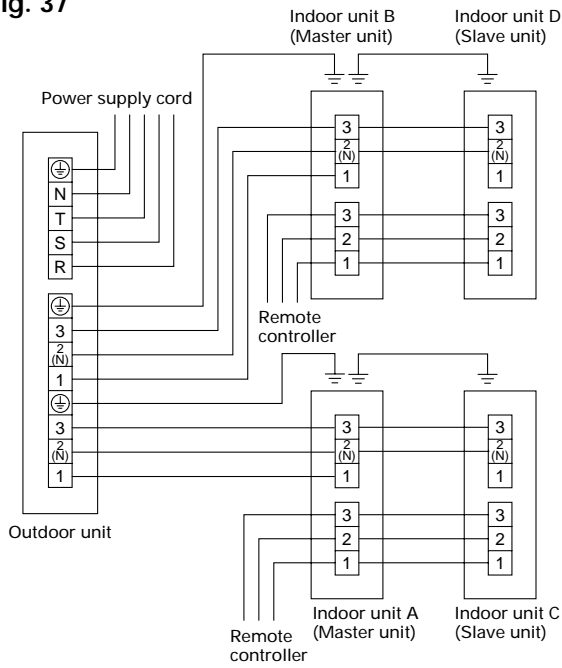 ig. 37
Indoor unit B
(Master unit)
Indoor unit D
(Slave unit)
Power supply cord
N
T
S
R
3
2
(N)
1
3
2
(N)
1
Outdoor unit
3
2
(N)
1
3
2
1
3
2
(N)
1
3
2
1
Remote
controller
3
2
(N)
1
3
2
1
3
2
(N)
1
3
2
1
Indoor unit A
(Master unit)
Indoor unit C
(Slave unit)
Remote
controller